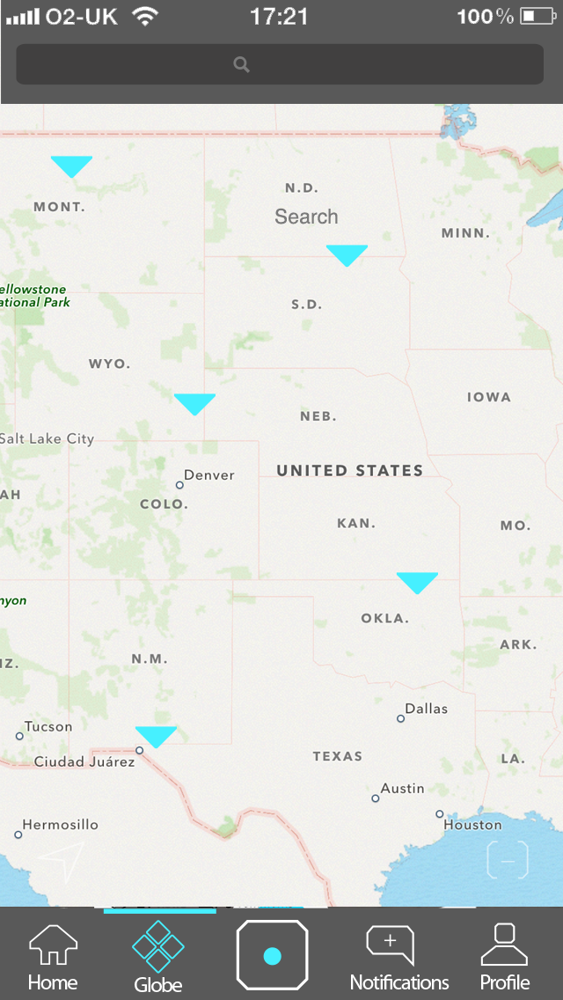 O2-UK 17:21 100%
N.D.
MONT.
Search
MINN.
ellowstone
ational Park
S.D.
WYO.
IOWA
NEB.
Salt Lake City
UNITED STATES
Denver
AH
COLO.
KAN.
MO.
nyon
OKLA.
ARK.
N.M.
IZ.
Dallas
Tucson
TEXAS
LA.
Ciudad Juárez
Austin
Hermosillo
Houston
Home
Globe
Notifications
Profile